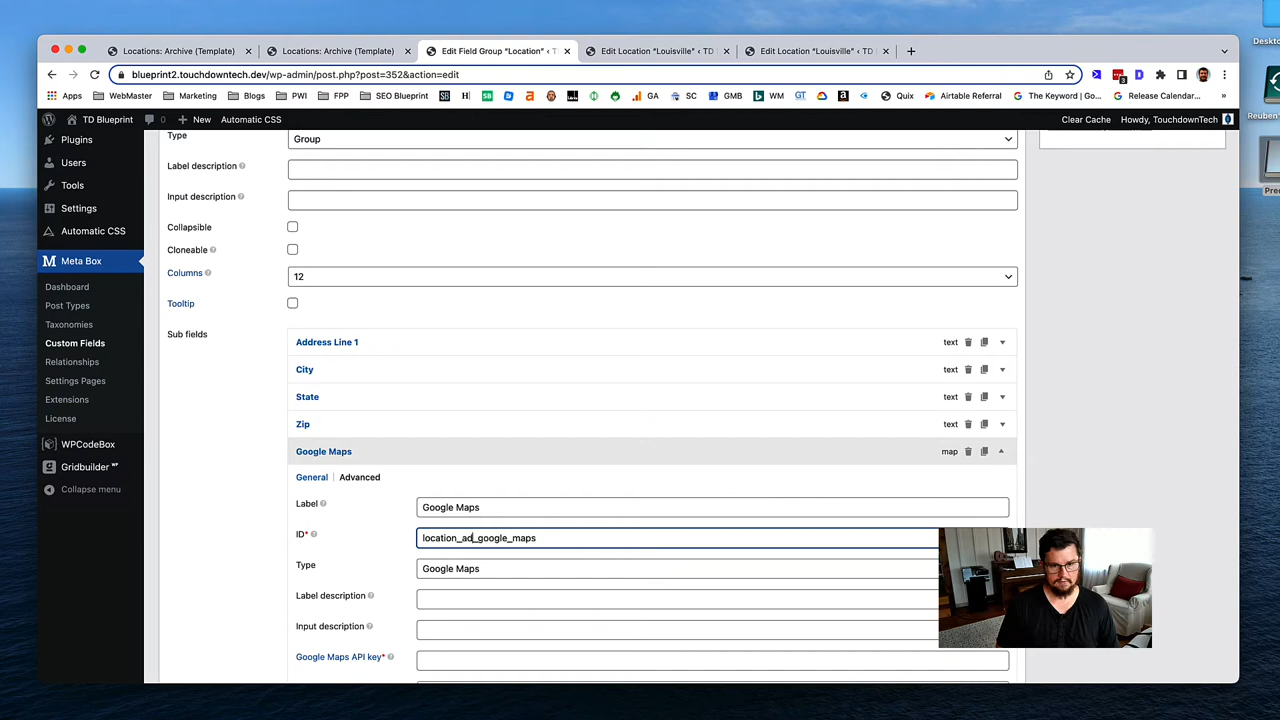 Locations: Archive (Template)
Locations: Archive (Template)
Edit Field Group "Location" ‹ T
Edit Location "Louisville" ‹ TD
Edit Location "Louisville" ‹ TD
Deskto
blueprint2.touchdowntech.dev/wp-admin/post.php?post=352&action=edit
Apps
WebMaster
Marketing
Blogs
PWI
FPP
SEO Blueprint
GA
SC
GMB
WM
GT
Quix
Airtable Referral
The Keyword | Go...
Release Calendar...
»
Reuben'
TD Blueprint
0
New
Automatic CSS
Clear Cache
Howdy, TouchdownTech
Plugins
Users
Tools
Settings
Automatic CSS
Meta Box
Dashboard
Post Types
Taxonomies
Custom Fields
Relationships
Settings Pages
Extensions
License
WPCodeBox
Gridbuilder WP
Collapse menu
Type
Group
Label description
Input description
Collapsible
Cloneable
Columns
12
Tooltip
Sub fields
Address Line 1
text
City
text
State
text
Zip
text
Google Maps
map
General
Advanced
Label
Google Maps
ID*
location_ad_google_maps
Type
Google Maps
Label description
Input description
Google Maps API key*